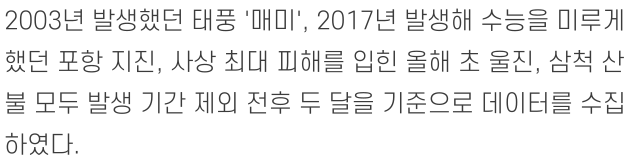 2003년 발생했던 태풍 '매미', 2017년 발생해 수능을 미루게
했던 포항 지진, 사상 최대 피해를 입힌 올해 초 울진, 삼척 산
불 모두 발생 기간 제외 전후 두 달을 기준으로 데이터를 수집
하였다.